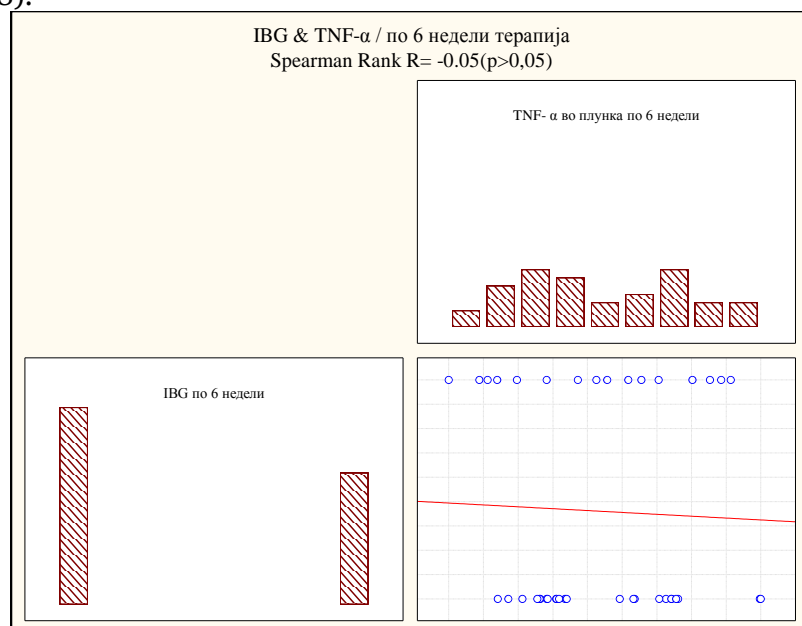 IBG & TNF-α / по 6 недели терапија
Spearman Rank R= -0.05(p>0,05)
TNF- α во плунка по 6 недели
IBG по 6 недели